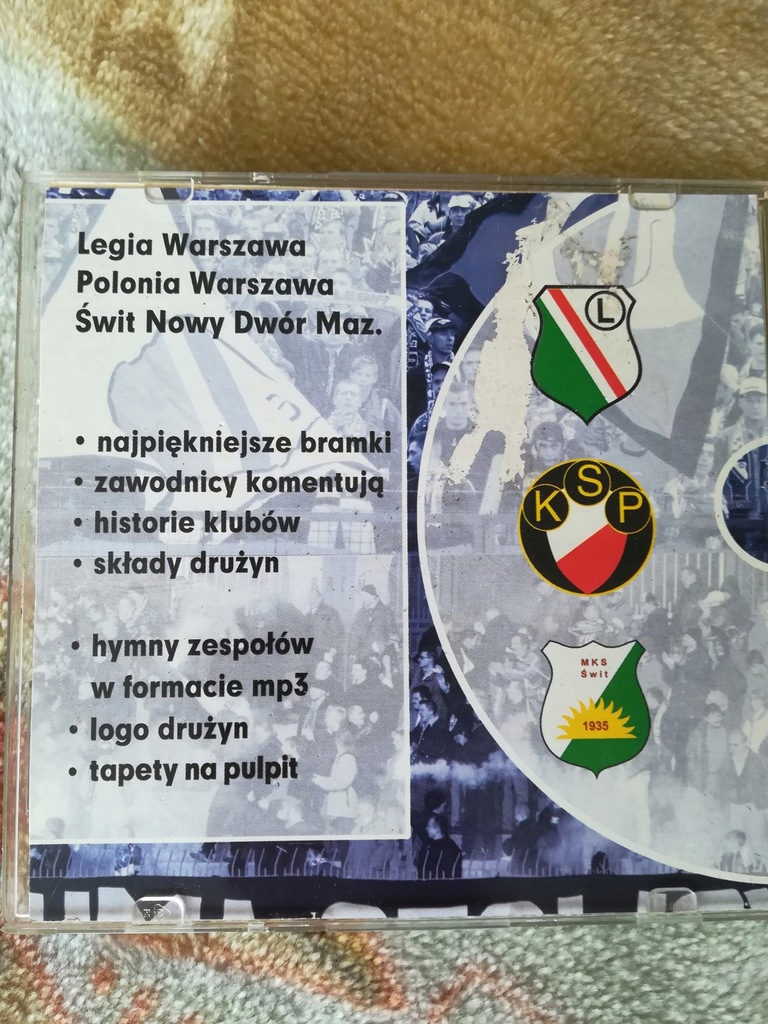 Legia Warszawa
Polonia Warszawa
Świt Nowy Dwór Maz.
• najpiękniejsze bramki
• zawodnicy komentują
• historie klubów
• składy drużyn
• hymny zespołów
w formacie mp3
• logo drużyn
• tapety na pulpit
L
KSP
MKS
Świt
1935